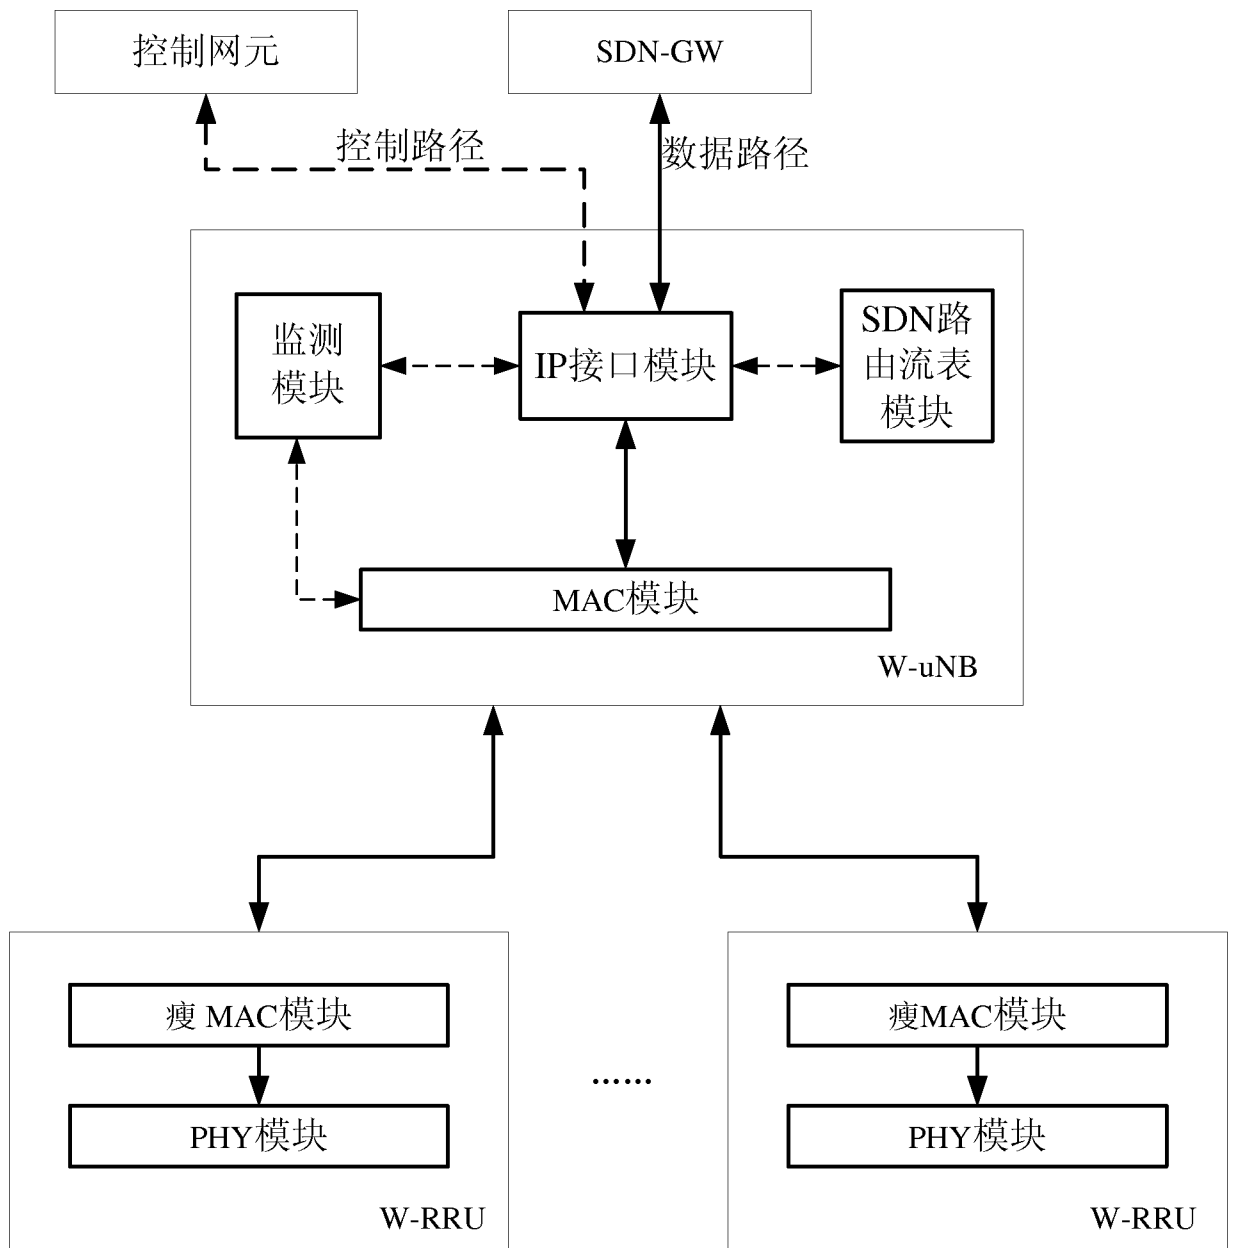 控制网元
SDN-GW
控制路径
数据路径
监测
模块
IP接口模块
SDN路
由流表
模块
MAC模块
W-uNB
瘦 MAC模块
PHY模块
W-RRU
......
瘦MAC模块
PHY模块
W-RRU